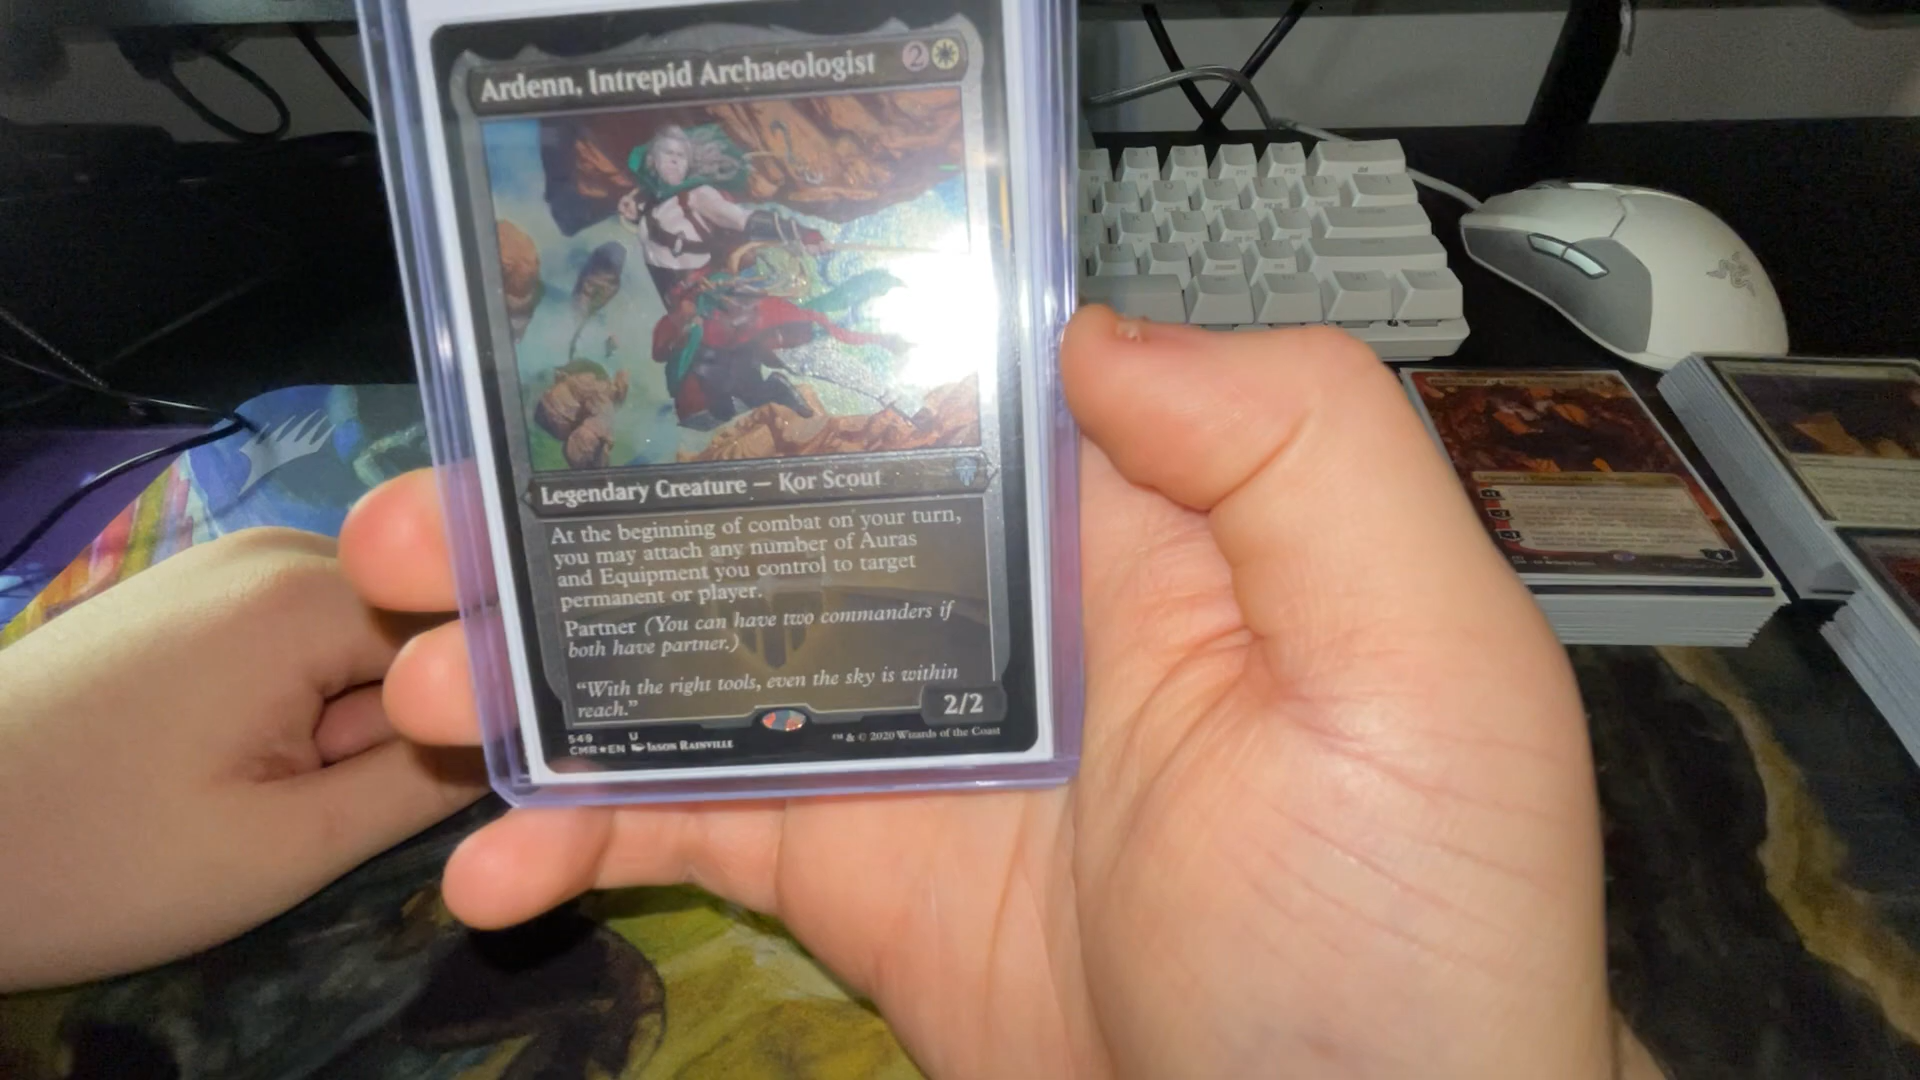 Ardenn, Intrepid Archaeologist 2
Legendary Creature — Kor Scout
At the beginning of combat on your turn,
you may attach any number of Auras
and Equipment you control to target
permanent or player.
Partner (You can have two commanders if
both have partner.)
“With the right tools, even the sky is within
reach.”
2/2
549 U
CMR★EN Jason Rainville
™ & © 2020 Wizards of the Coast